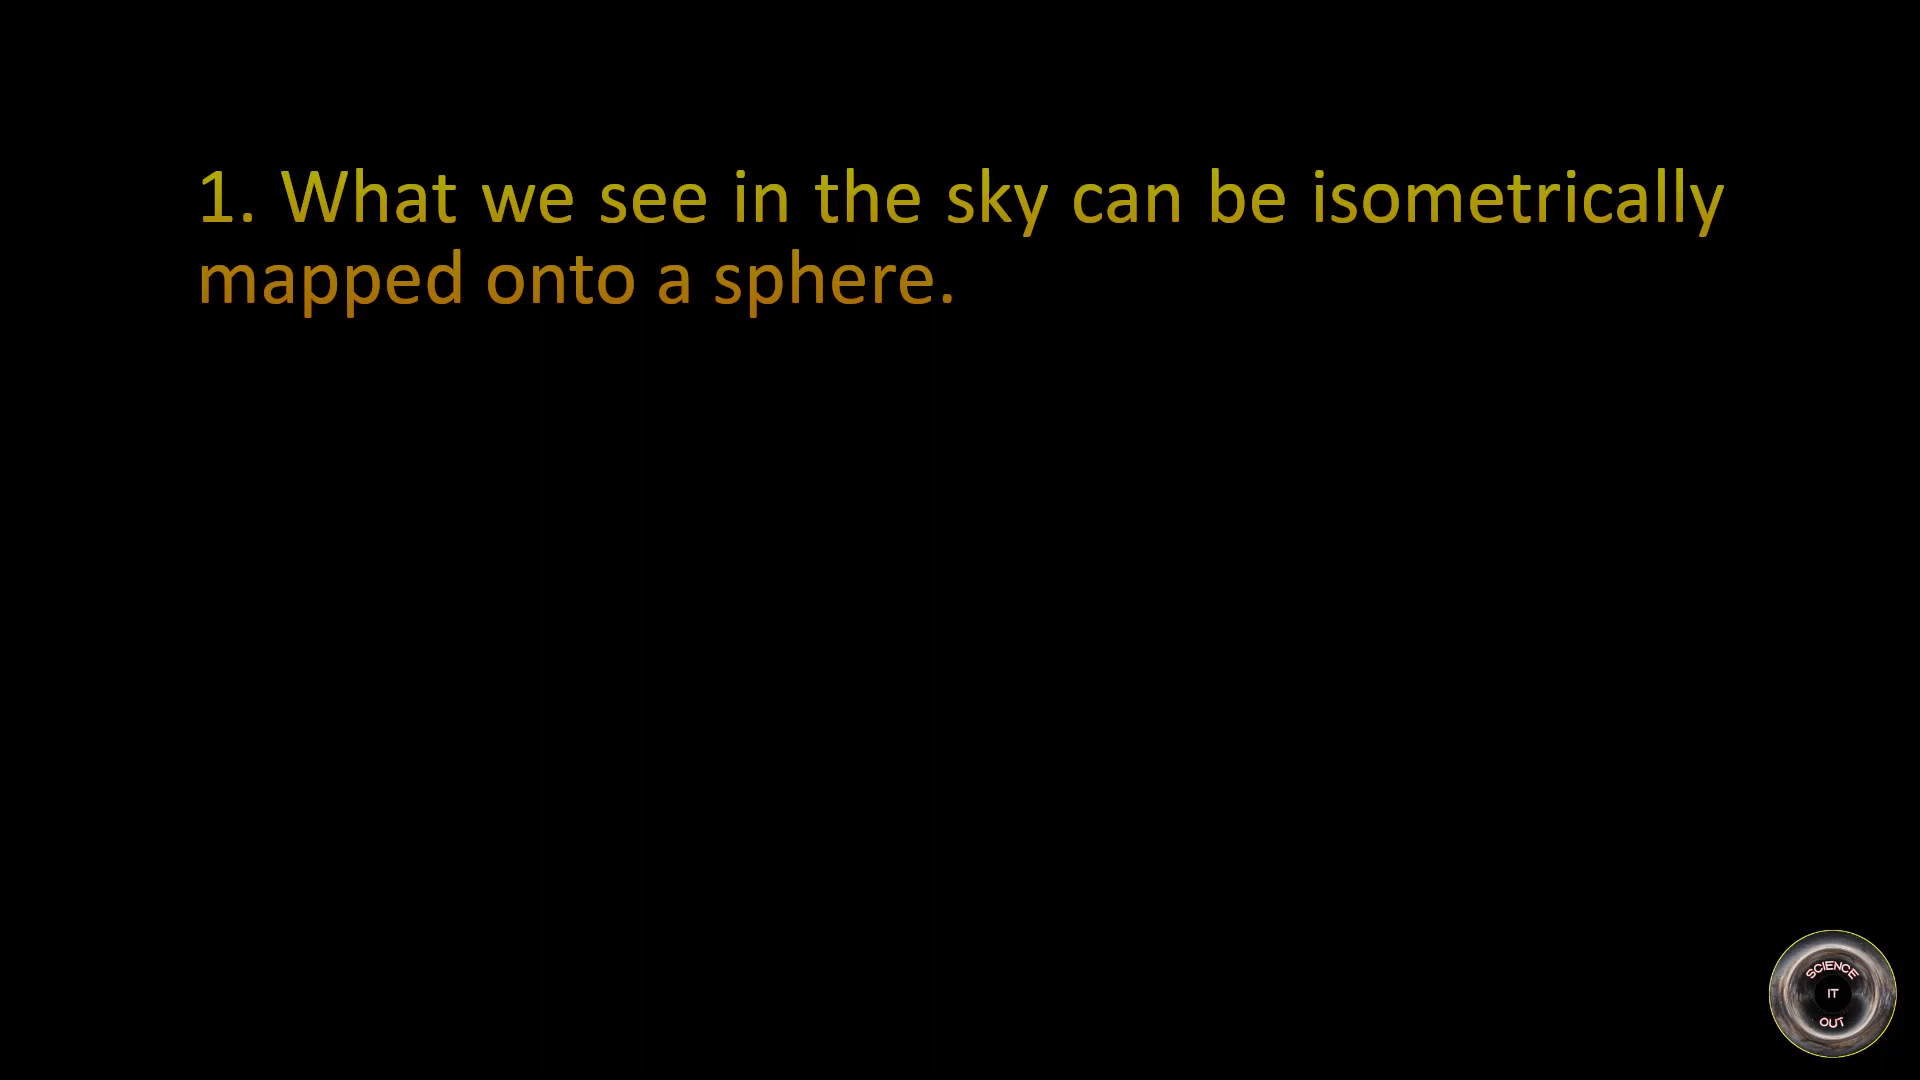 1. What we see in the sky can be isometrically
mapped onto a sphere.
SCIENCE
IT
OUT